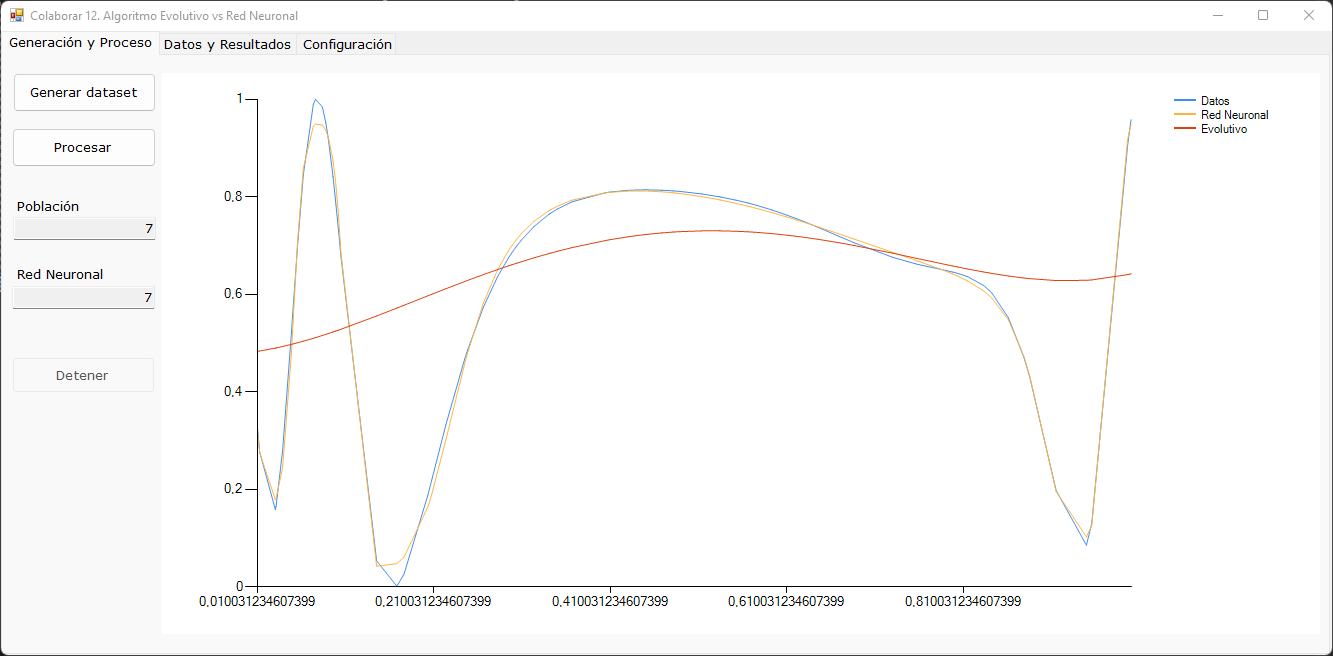 Colaborar 12. Algoritmo Evolutivo vs Red Neuronal
Generación y Proceso
Datos y Resultados
Configuración
Generar dataset
Procesar
Población
7
Red Neuronal
7
Detener
1
0,8
0,6
0,4
0,2
0
0,010031234607399
0,210031234607399
0,410031234607399
0,610031234607399
0,810031234607399
Datos
Red Neuronal
Evolutivo